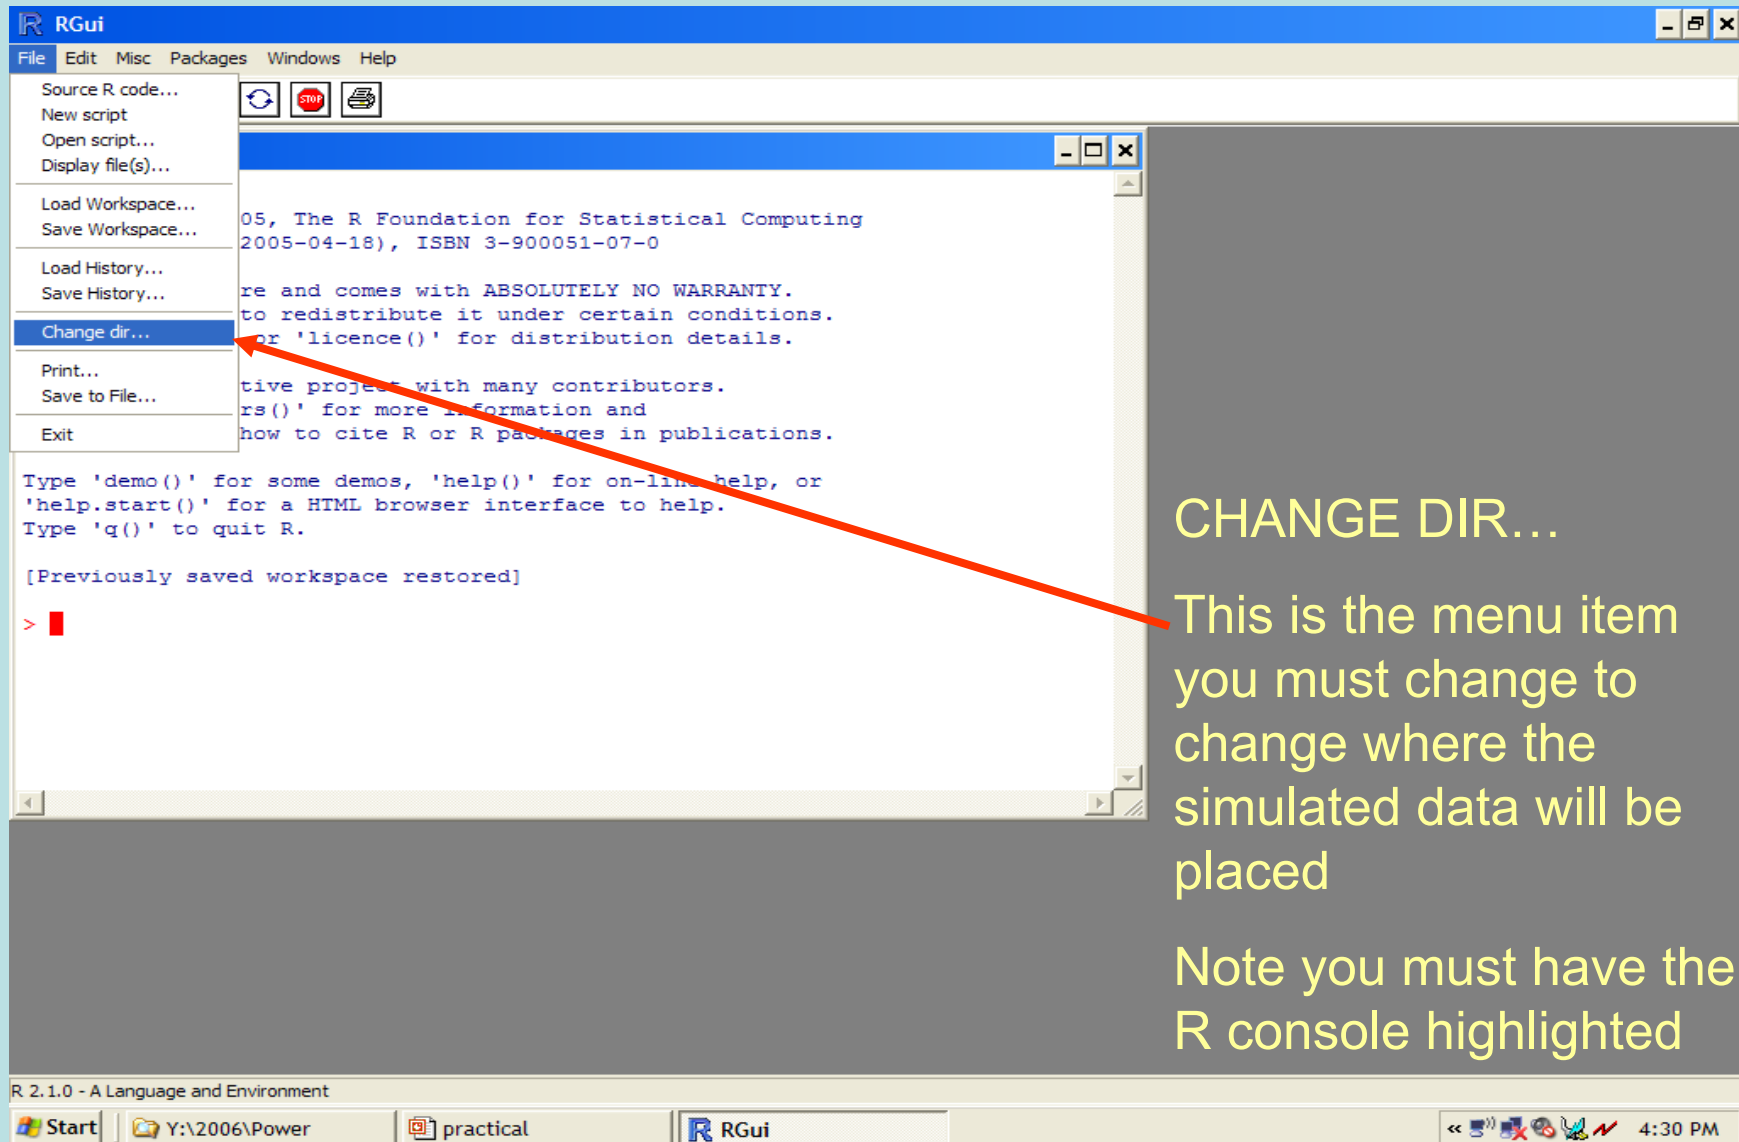 RGui
File Edit Misc Packages Windows Help
Source R code...
New script
Open script...
Display file(s)...
Load Workspace...
Save Workspace...
Load History...
Save History...
Change dir...
Print...
Save to File...
Exit
STOP
05, The R Foundation for Statistical Computing
2005-04-18), ISBN 3-900051-07-0
re and comes with ABSOLUTELY NO WARRANTY.
to redistribute it under certain conditions.
or 'licence()' for distribution details.
tive project with many contributors.
rs()' for more information and
how to cite R or R packages in publications.
Type 'demo()' for some demos, 'help()' for on-line help, or
'help.start()' for a HTML browser interface to help.
Type 'q()' to quit R.
[Previously saved workspace restored]
>
CHANGE DIR…
This is the menu item
you must change to
change where the
simulated data will be
placed
Note you must have the
R console highlighted
R 2.1.0 - A Language and Environment
Start Y:\2006\Power practical RGui « 4:30 PM